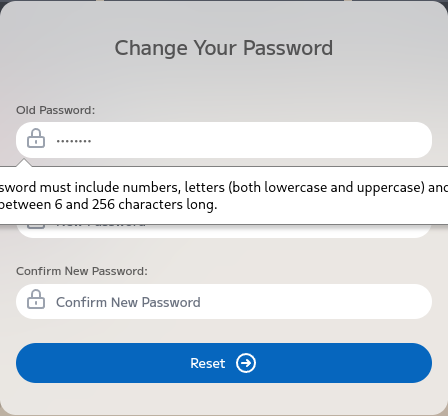 Change Your Password
Old Password:
••••••••
sword must include numbers, letters (both lowercase and uppercase) and
between 6 and 256 characters long.
New Password
Confirm New Password:
Confirm New Password
Reset